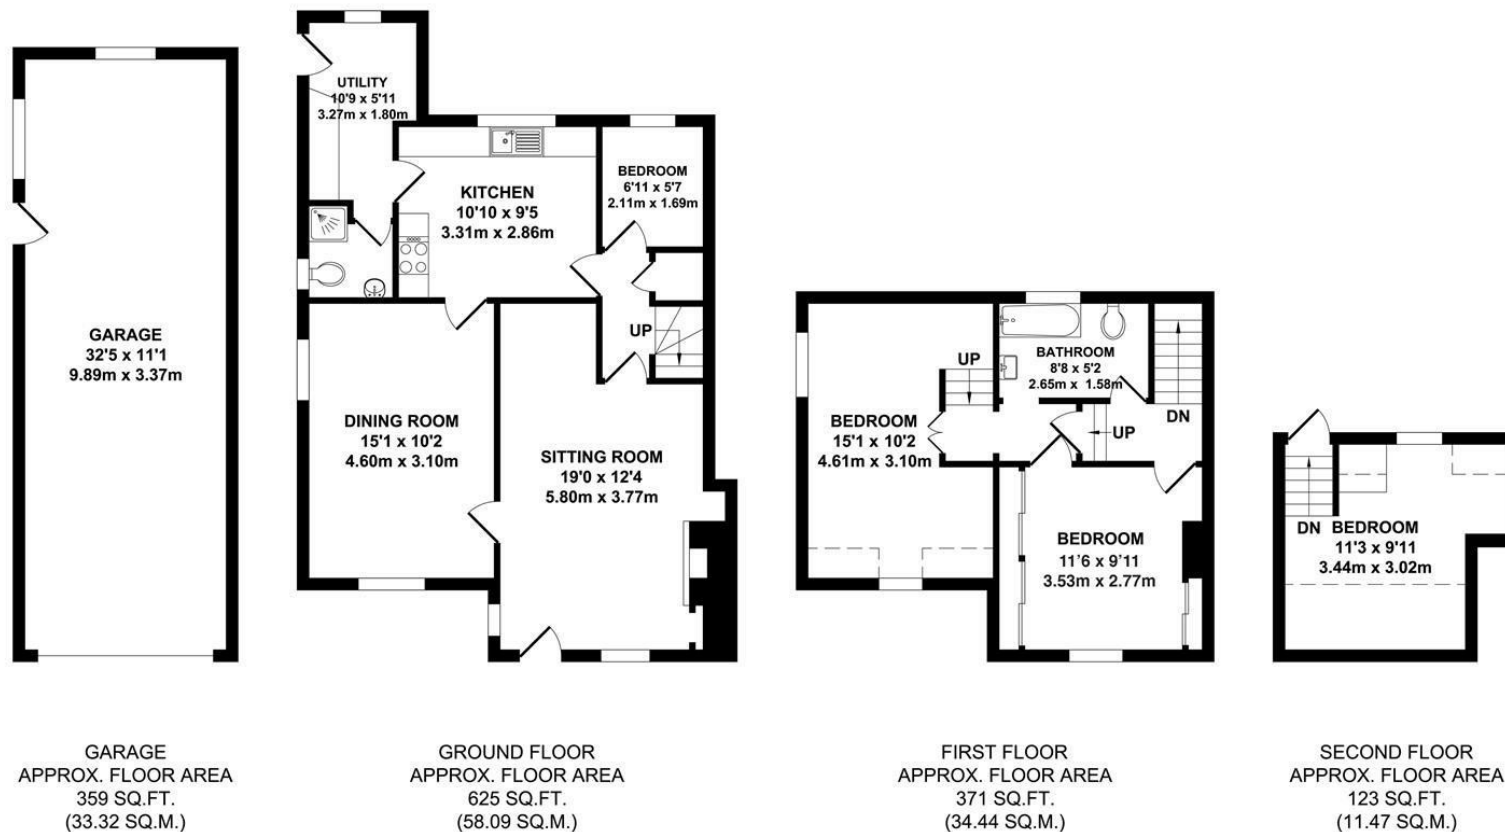 GARAGE
32'5 x 11'1
9.89m x 3.37m
UTILITY
10'9 x 5'11
3.27m x 1.80m
KITCHEN
10'10 x 9'5
3.31m x 2.86m
BEDROOM
6'11 x 5'7
2.11m x 1.69m
UP
DINING ROOM
15'1 x 10'2
4.60m x 3.10m
SITTING ROOM
19'0 x 12'4
5.80m x 3.77m
UP
BATHROOM
8'8 x 5'2
2.65m x 1.58m
BEDROOM
15'1 x 10'2
4.61m x 3.10m
UP
DN
BEDROOM
11'6 x 9'11
3.53m x 2.77m
DN
BEDROOM
11'3 x 9'11
3.44m x 3.02m
GARAGE
APPROX. FLOOR AREA
359 SQ.FT.
(33.32 SQ.M.)
GROUND FLOOR
APPROX. FLOOR AREA
625 SQ.FT.
(58.09 SQ.M.)
FIRST FLOOR
APPROX. FLOOR AREA
371 SQ.FT.
(34.44 SQ.M.)
SECOND FLOOR
APPROX. FLOOR AREA
123 SQ.FT.
(11.47 SQ.M.)